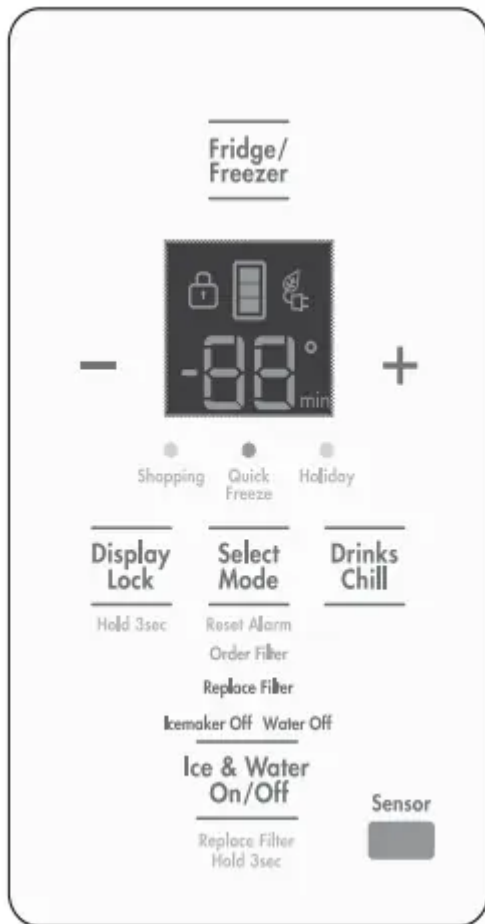 Fridge/
Freezer
-88°
min
− +
Shopping Quick Freeze Holiday
Display Lock
Hold 3sec
Select Mode
Reset Alarm
Drinks Chill
Order Filter
Replace Filter
Icemaker Off Water Off
Ice & Water
On/Off
Replace Filter
Hold 3sec
Sensor